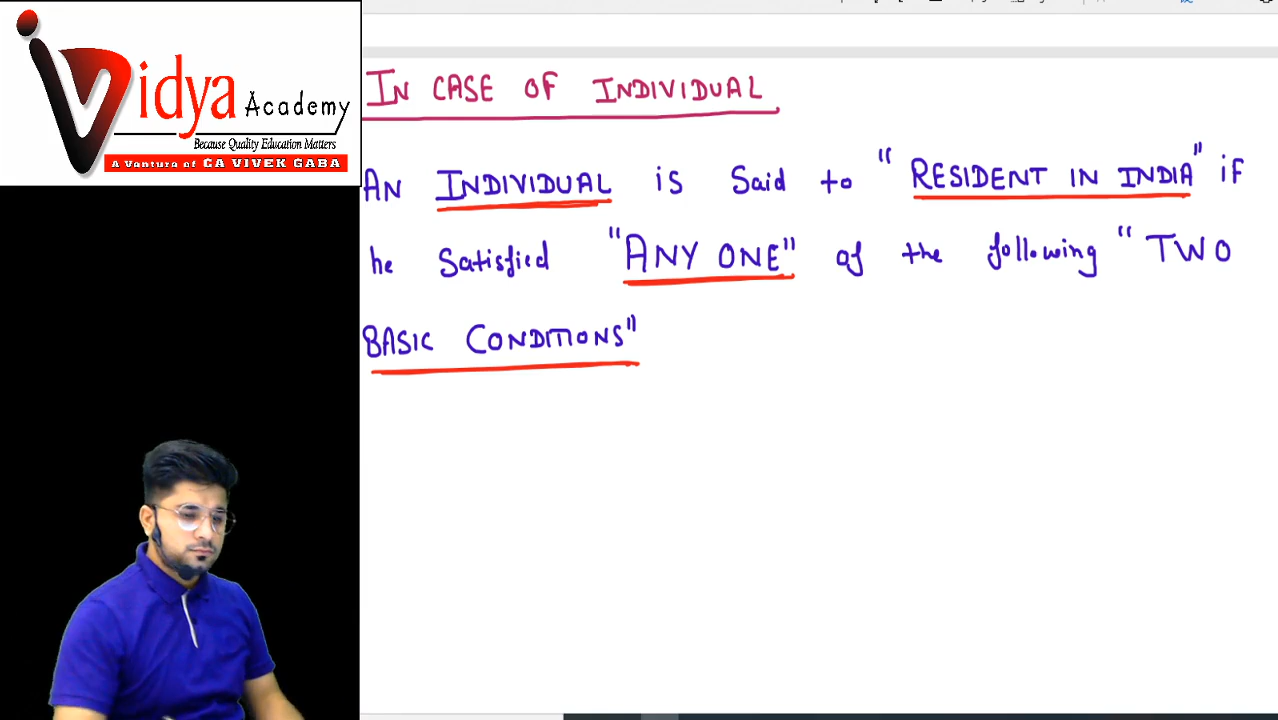 Vidya Academy
Because Quality Education Matters
A Vantura of CA VIVEK GABA
IN CASE OF INDIVIDUAL
AN INDIVIDUAL is Said to "RESIDENT IN INDIA" if
he Satisfied "ANY ONE" of the following "TWO
BASIC CONDITIONS"